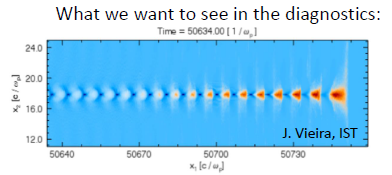 What we want to see in the diagnostics:
Time = 50634.00 [ 1 / ωp ]
24.0
20.0
16.0
12.0
x₂ [c / ωp]
J. Vieira, IST
50640 50670 50700 50730
x₁ [c / ωp]